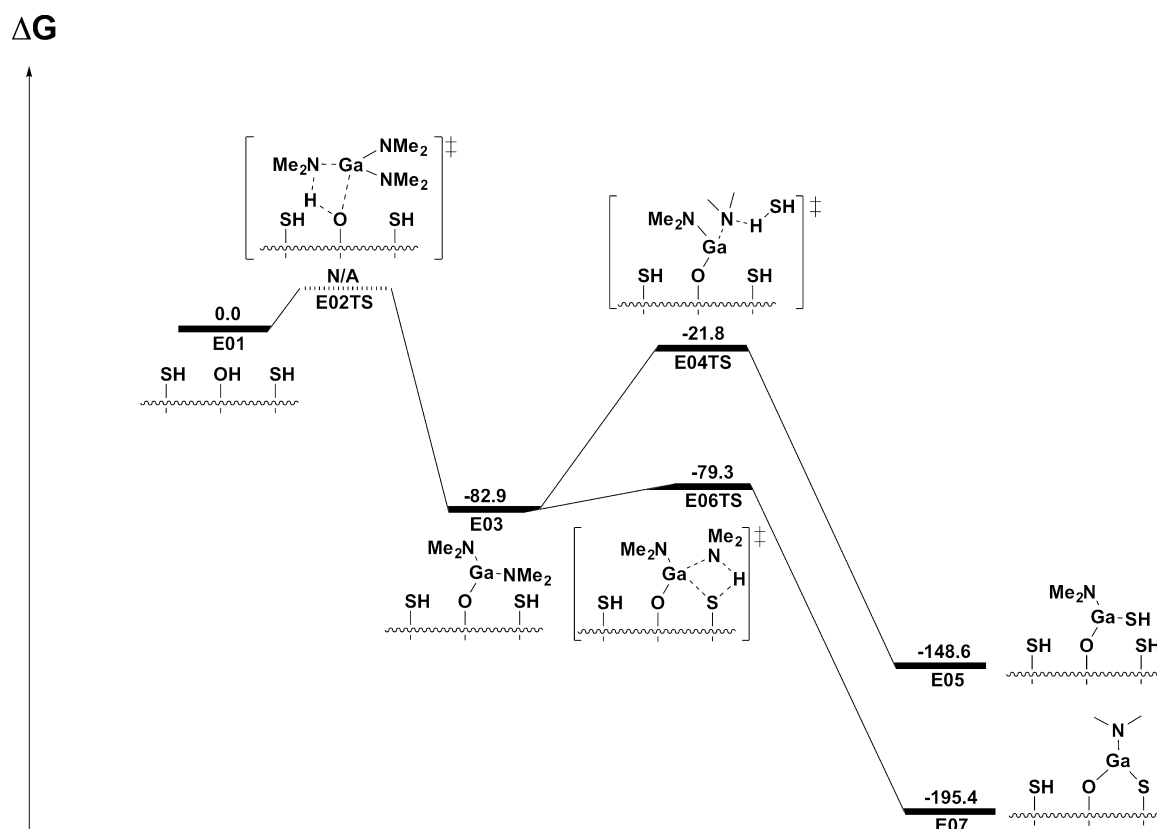 ΔG
NMe2
Me2N Ga
NMe2
H
SH O SH
‡
N/A
E02TS
0.0
E01
SH OH SH
SH
Me2N N H
Ga
SH O SH
‡
-21.8
E04TS
-82.9
E03
-79.3
E06TS
Me2N
Ga NMe2
SH O SH
Me2
Me2N N
Ga H
SH O S
‡
Me2N
Ga SH
SH O SH
-148.6
E05
N
Ga
SH O S
-195.4
E07